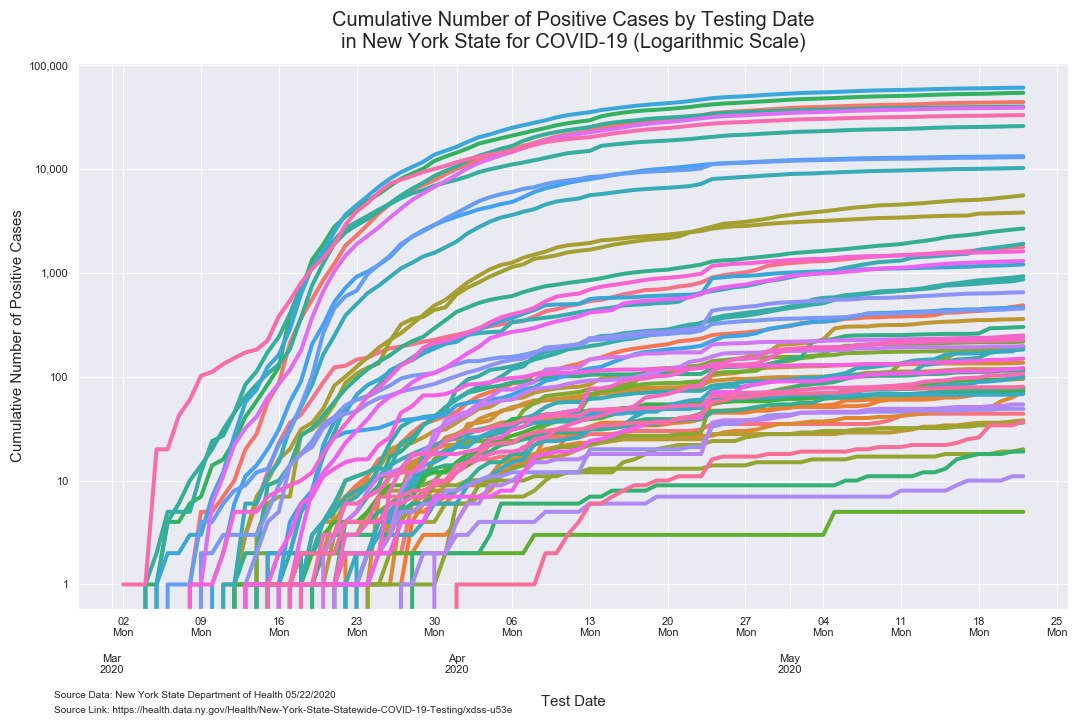 Cumulative Number of Positive Cases by Testing Date
in New York State for COVID-19 (Logarithmic Scale)
Cumulative Number of Positive Cases
100,000
10,000
1,000
100
10
1
02 09 16 23 30 06 13 20 27 04 11 18 25
Mon Mon Mon Mon Mon Mon Mon Mon Mon Mon Mon Mon Mon
Mar Apr May
2020 2020 2020
Test Date
Source Data: New York State Department of Health 05/22/2020
Source Link: https://health.data.ny.gov/Health/New-York-State-Statewide-COVID-19-Testing/xdss-u53e